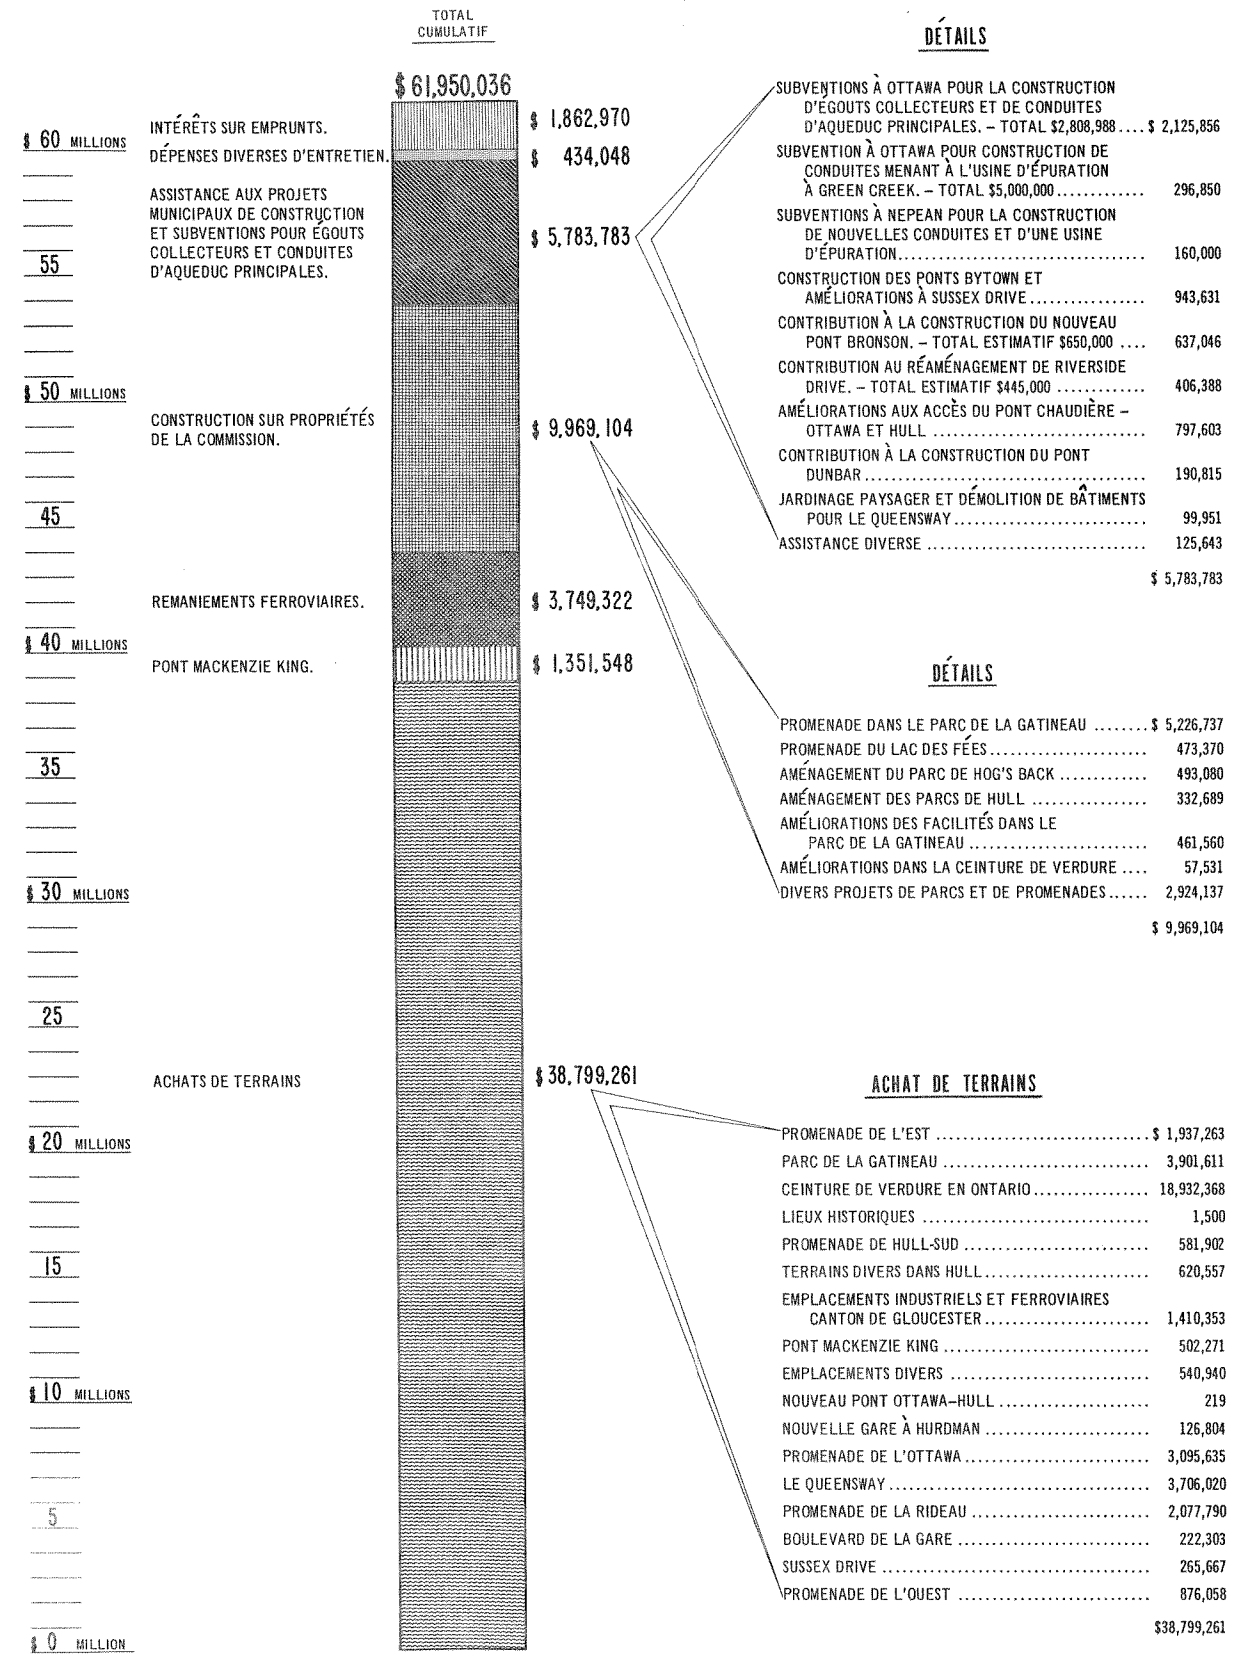 TOTAL
CUMULATIF
$ 61,950,036
$ 60 MILLIONS
55
$ 50 MILLIONS
45
$ 40 MILLIONS
35
$ 30 MILLIONS
25
$ 20 MILLIONS
15
$ 10 MILLIONS
5
$ 0 MILLION
INTÉRÊTS SUR EMPRUNTS.
$ 1,862,970
DÉPENSES DIVERSES D'ENTRETIEN.
$ 434,048
ASSISTANCE AUX PROJETS
MUNICIPAUX DE CONSTRUCTION
ET SUBVENTIONS POUR ÉGOUTS
COLLECTEURS ET CONDUITES
D'AQUEDUC PRINCIPALES.
$ 5,783,783
CONSTRUCTION SUR PROPRIÉTÉS
DE LA COMMISSION.
$ 9,969,104
REMANIEMENTS FERROVIAIRES.
$ 3,749,322
PONT MACKENZIE KING.
$ 1,351,548
ACHATS DE TERRAINS
$ 38,799,261
DÉTAILS
SUBVENTIONS À OTTAWA POUR LA CONSTRUCTION
D'ÉGOUTS COLLECTEURS ET DE CONDUITES
D'AQUEDUC PRINCIPALES. – TOTAL $2,808,988 .... $ 2,125,856
SUBVENTION À OTTAWA POUR CONSTRUCTION DE
CONDUITES MENANT À L'USINE D'ÉPURATION
À GREEN CREEK. – TOTAL $5,000,000 ............. 296,850
SUBVENTIONS À NEPEAN POUR LA CONSTRUCTION
DE NOUVELLES CONDUITES ET D'UNE USINE
D'ÉPURATION .................................... 160,000
CONSTRUCTION DES PONTS BYTOWN ET
AMÉLIORATIONS À SUSSEX DRIVE ................. 943,631
CONTRIBUTION À LA CONSTRUCTION DU NOUVEAU
PONT BRONSON. – TOTAL ESTIMATIF $650,000 .... 637,046
CONTRIBUTION AU RÉAMÉNAGEMENT DE RIVERSIDE
DRIVE. – TOTAL ESTIMATIF $445,000 ............. 406,388
AMÉLIORATIONS AUX ACCÈS DU PONT CHAUDIÈRE –
OTTAWA ET HULL ............................... 797,603
CONTRIBUTION À LA CONSTRUCTION DU PONT
DUNBAR ......................................... 190,815
JARDINAGE PAYSAGER ET DÉMOLITION DE BÂTIMENTS
POUR LE QUEENSWAY ............................ 99,951
ASSISTANCE DIVERSE ................................ 125,643
$ 5,783,783
DÉTAILS
PROMENADE DANS LE PARC DE LA GATINEAU ........ $ 5,226,737
PROMENADE DU LAC DES FÉES ....................... 473,370
AMÉNAGEMENT DU PARC DE HOG'S BACK ............. 493,080
AMÉNAGEMENT DES PARCS DE HULL ................. 332,689
AMÉLIORATIONS DES FACILITÉS DANS LE
PARC DE LA GATINEAU .......................... 461,560
AMÉLIORATIONS DANS LA CEINTURE DE VERDURE .... 57,531
DIVERS PROJETS DE PARCS ET DE PROMENADES ...... 2,924,137
$ 9,969,104
ACHAT DE TERRAINS
PROMENADE DE L'EST ............................... $ 1,937,263
PARC DE LA GATINEAU .............................. 3,901,611
CEINTURE DE VERDURE EN ONTARIO ................. 18,932,368
LIEUX HISTORIQUES ................................. 1,500
PROMENADE DE HULL-SUD ............................ 581,902
TERRAINS DIVERS DANS HULL ........................ 620,557
EMPLACEMENTS INDUSTRIELS ET FERROVIAIRES
CANTON DE GLOUCESTER ........................ 1,410,353
PONT MACKENZIE KING ............................... 502,271
EMPLACEMENTS DIVERS .............................. 540,940
NOUVEAU PONT OTTAWA–HULL ...................... 219
NOUVELLE GARE À HURDMAN ........................ 126,804
PROMENADE DE L'OTTAWA ........................... 3,095,635
LE QUEENSWAY ...................................... 3,706,020
PROMENADE DE LA RIDEAU .......................... 2,077,790
BOULEVARD DE LA GARE ............................ 222,303
SUSSEX DRIVE ....................................... 265,667
PROMENADE DE L'OUEST ............................. 876,058
$38,799,261